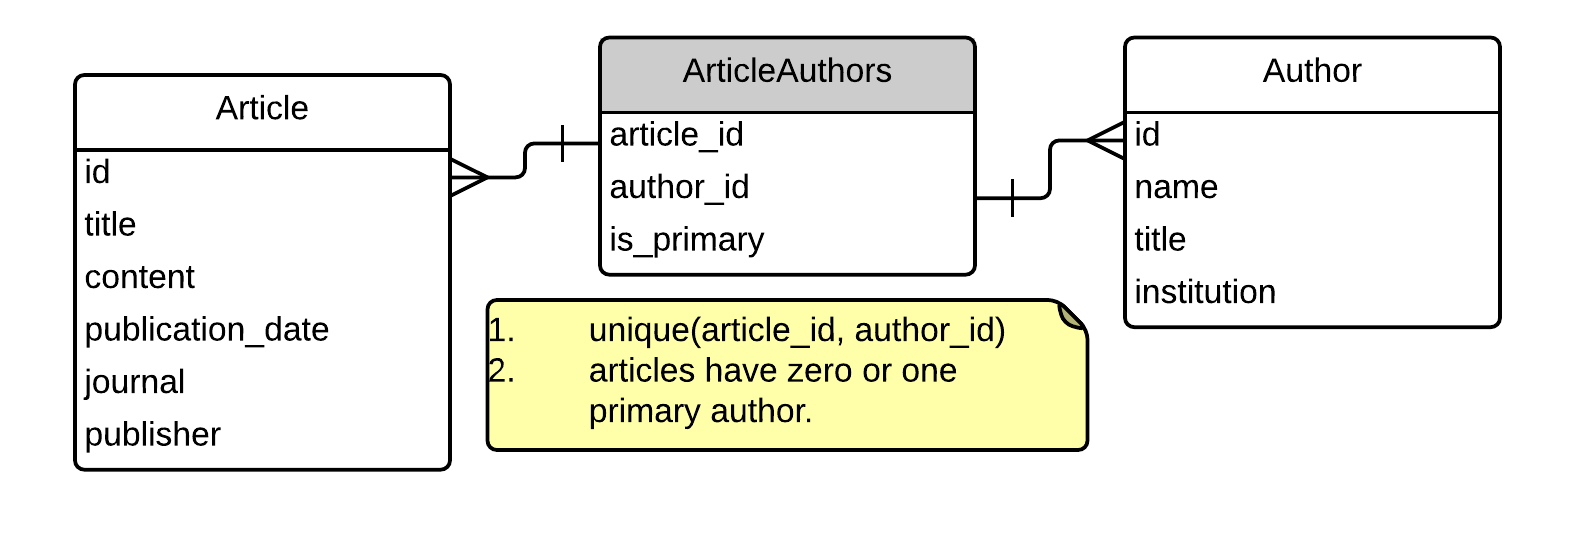 Article
id
title
content
publication_date
journal
publisher
ArticleAuthors
article_id
author_id
is_primary
1. unique(article_id, author_id)
2. articles have zero or one
primary author.
Author
id
name
title
institution